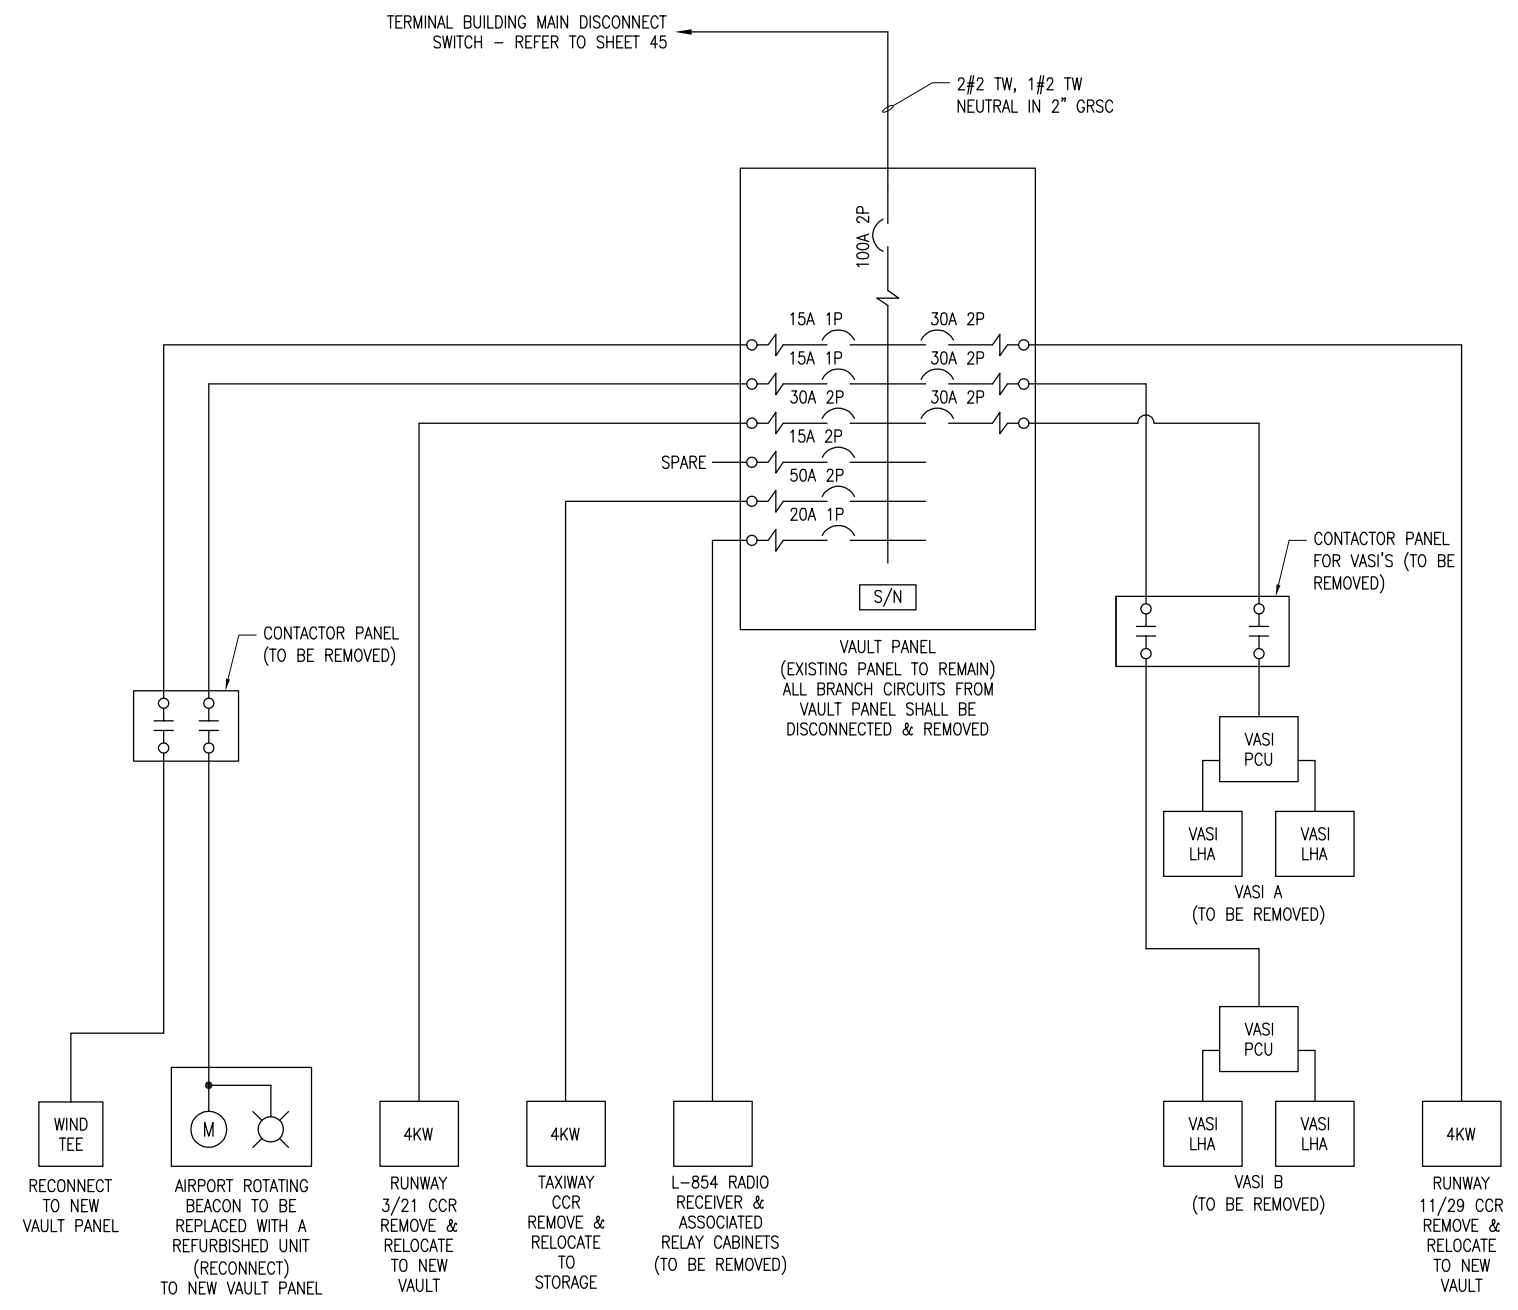 TERMINAL BUILDING MAIN DISCONNECT
SWITCH – REFER TO SHEET 45
2#2 TW, 1#2 TW
NEUTRAL IN 2" GRSC
100A 2P
15A 1P
30A 2P
15A 1P
30A 2P
30A 2P
30A 2P
15A 2P
SPARE
50A 2P
20A 1P
S/N
VAULT PANEL
(EXISTING PANEL TO REMAIN)
ALL BRANCH CIRCUITS FROM
VAULT PANEL SHALL BE
DISCONNECTED & REMOVED
CONTACTOR PANEL
FOR VASI'S (TO BE
REMOVED)
CONTACTOR PANEL
(TO BE REMOVED)
VASI
PCU
VASI
LHA
VASI
LHA
VASI A
(TO BE REMOVED)
VASI
PCU
VASI
LHA
VASI
LHA
VASI B
(TO BE REMOVED)
WIND
TEE
RECONNECT
TO NEW
VAULT PANEL
M
AIRPORT ROTATING
BEACON TO BE
REPLACED WITH A
REFURBISHED UNIT
(RECONNECT)
TO NEW VAULT PANEL
4KW
RUNWAY
3/21 CCR
REMOVE &
RELOCATE
TO NEW
VAULT
4KW
TAXIWAY
CCR
REMOVE &
RELOCATE
TO
STORAGE
L-854 RADIO
RECEIVER &
ASSOCIATED
RELAY CABINETS
(TO BE REMOVED)
4KW
RUNWAY
11/29 CCR
REMOVE &
RELOCATE
TO NEW
VAULT